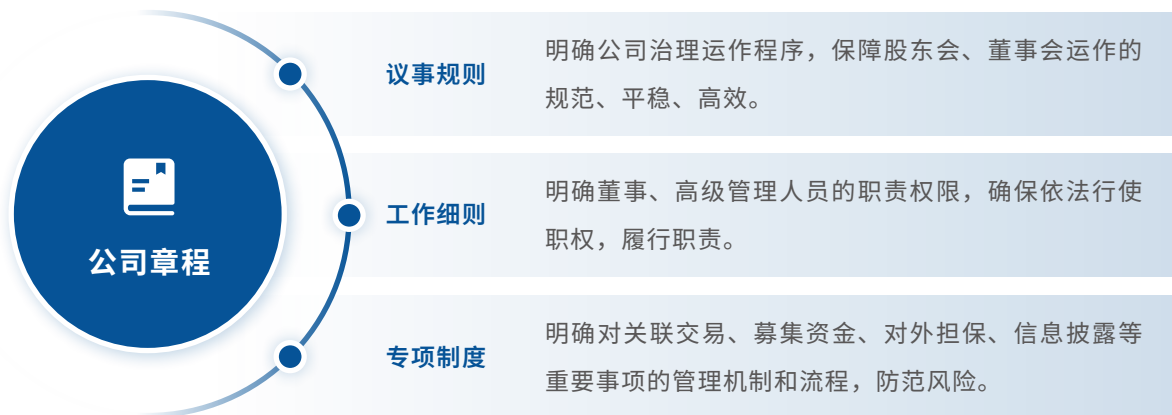 公司章程
议事规则
明确公司治理运作程序，保障股东会、董事会运作的
规范、平稳、高效。
工作细则
明确董事、高级管理人员的职责权限，确保依法行使
职权，履行职责。
专项制度
明确对关联交易、募集资金、对外担保、信息披露等
重要事项的管理机制和流程，防范风险。